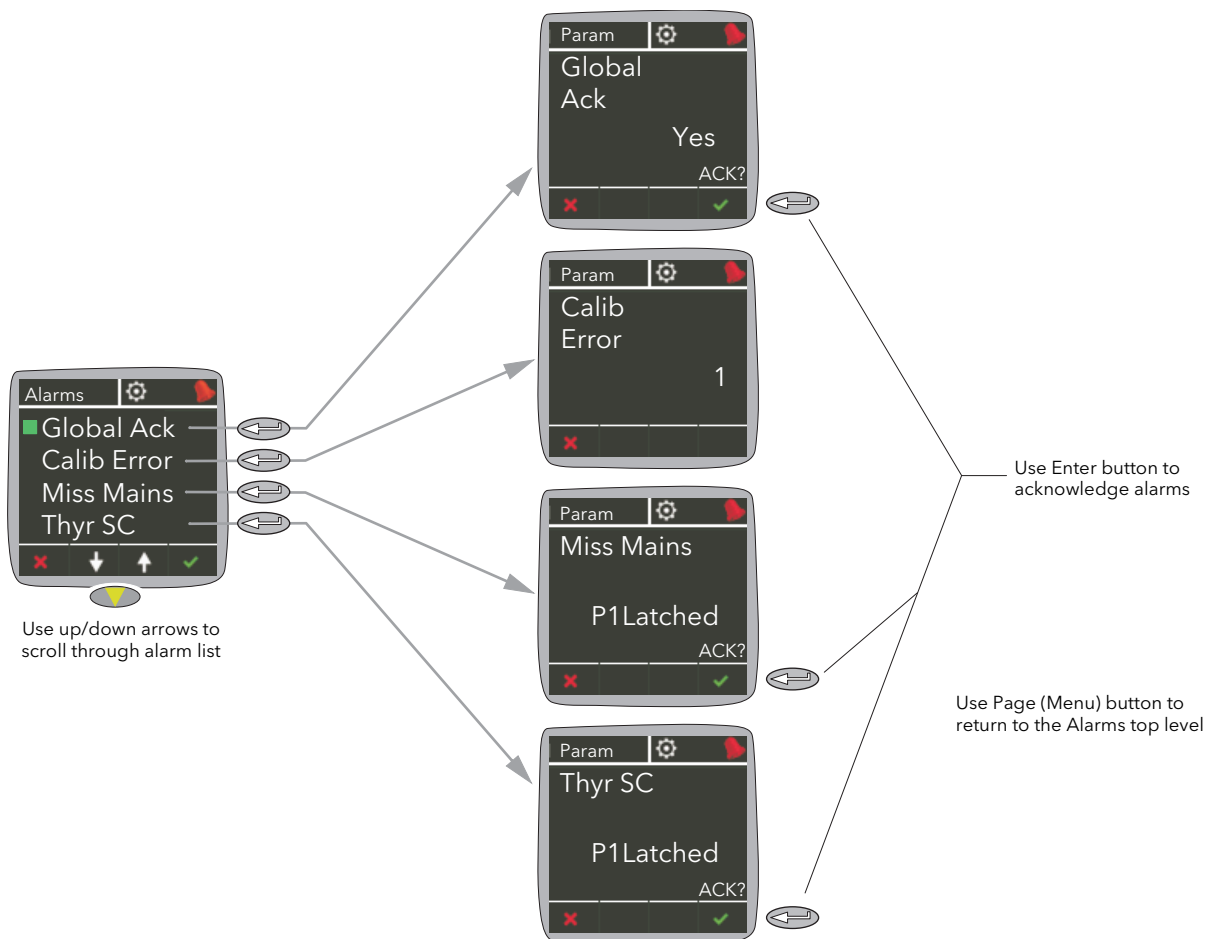 Param
Global
Ack
Yes
ACK?
Param
Calib
Error
1
Alarms
Global Ack
Calib Error
Miss Mains
Thyr SC
Use up/down arrows to
scroll through alarm list
Param
Miss Mains
P1Latched
ACK?
Param
Thyr SC
P1Latched
ACK?
Use Enter button to
acknowledge alarms
Use Page (Menu) button to
return to the Alarms top level